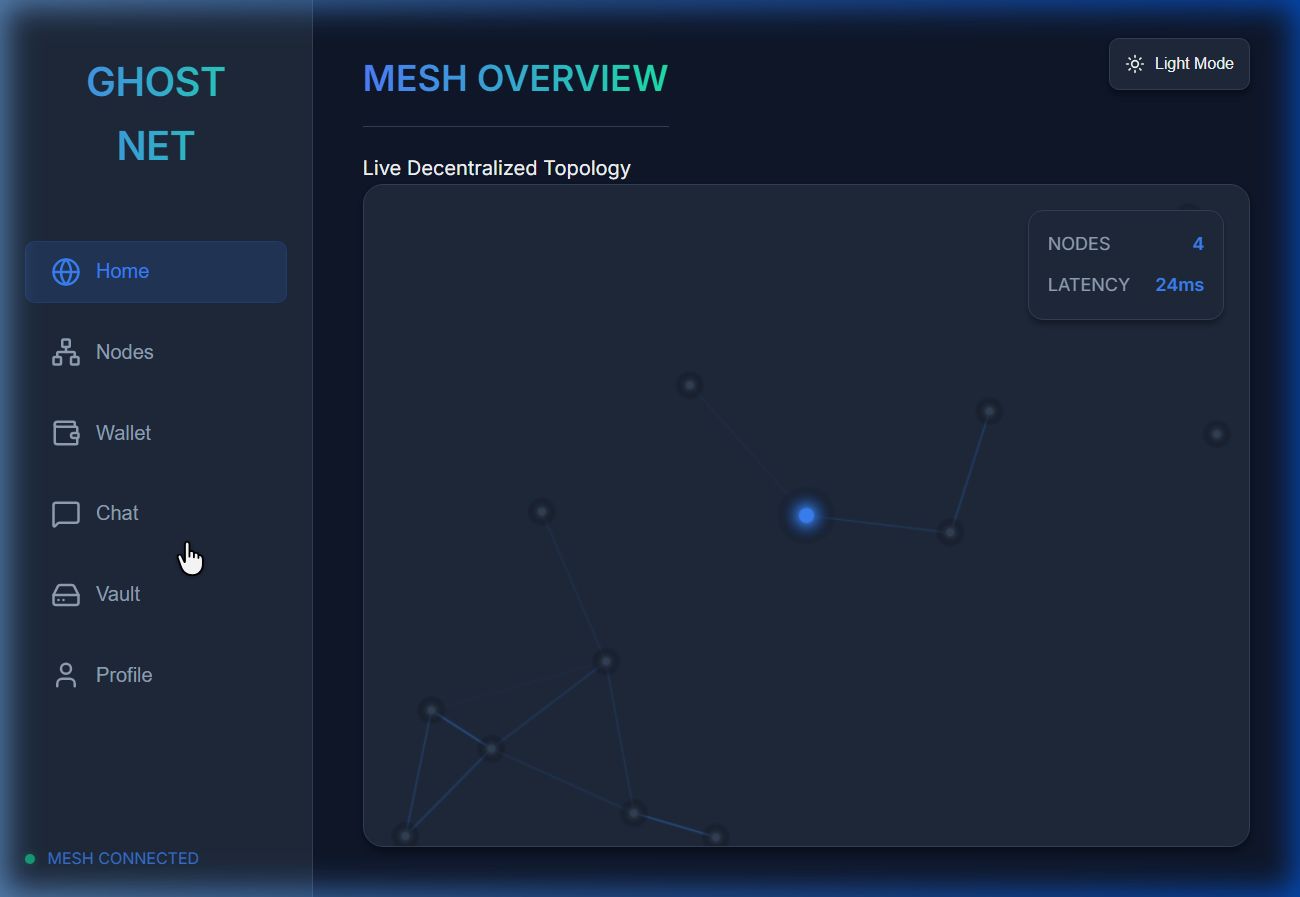 GHOST
NET
Home
Nodes
Wallet
Chat
Vault
Profile
MESH CONNECTED
MESH OVERVIEW
Light Mode
Live Decentralized Topology
NODES 4
LATENCY 24ms